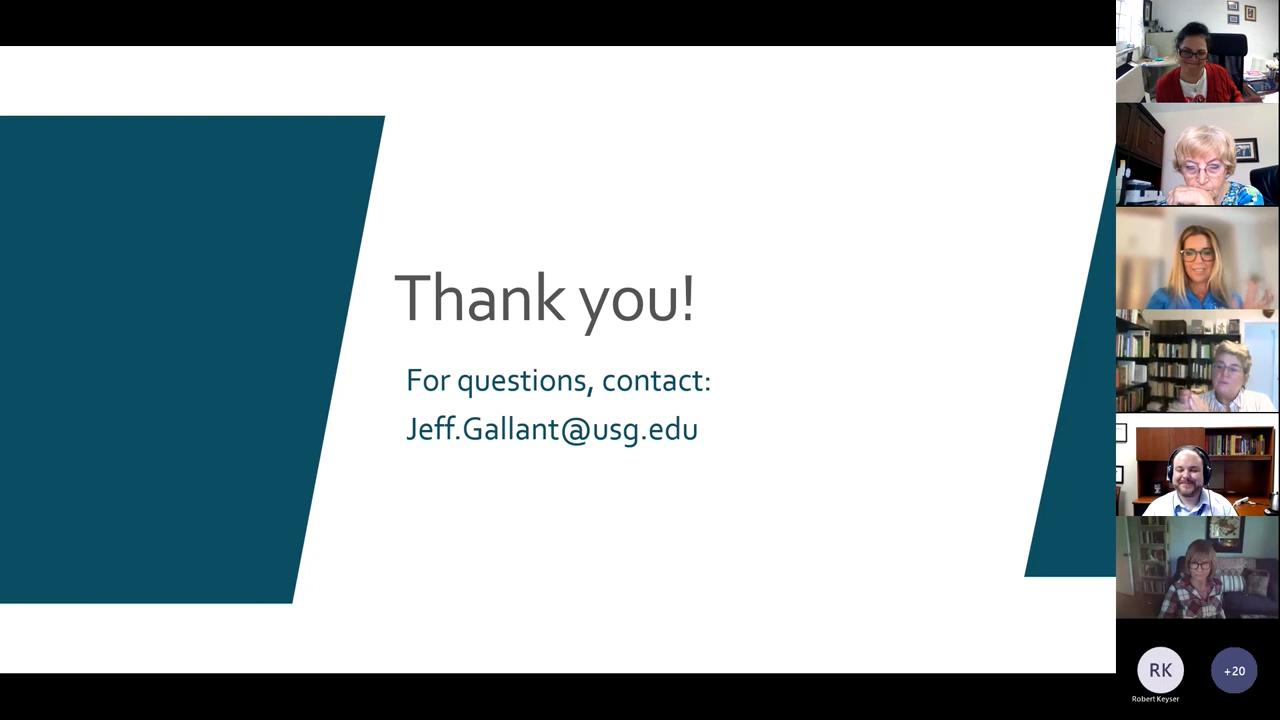 Thank you!
For questions, contact:
Jeff.Gallant@usg.edu
RK
+20
Robert Keyser